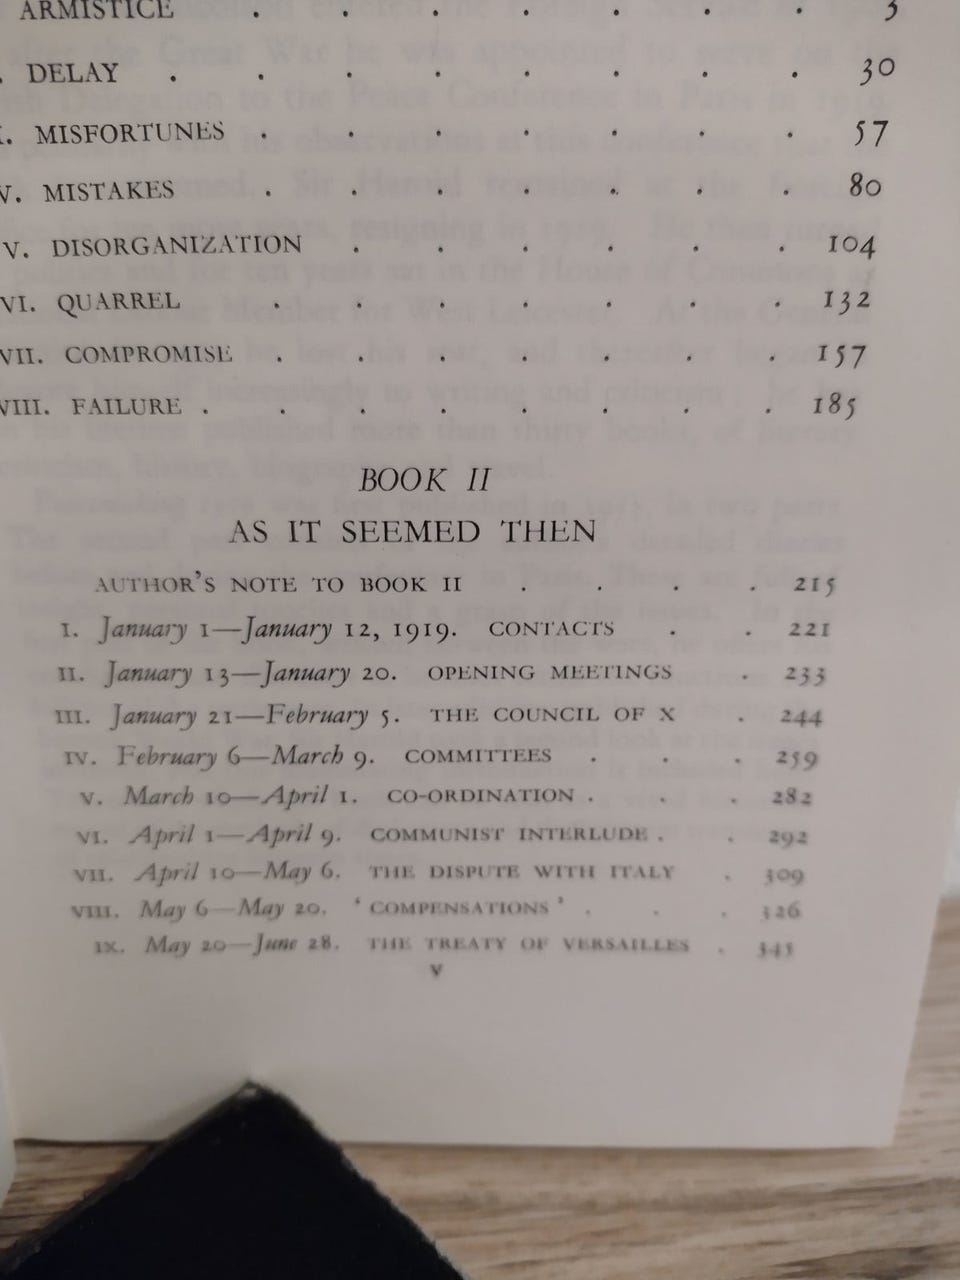 ARMISTICE . . . . . . . 3
. DELAY . . . . . . . . 30
. MISFORTUNES . . . . . . . 57
V. MISTAKES . . . . . . . 80
V. DISORGANIZATION . . . . . . 104
VI. QUARREL . . . . . . . 132
VII. COMPROMISE . . . . . . . 157
VIII. FAILURE . . . . . . . . 185
BOOK II
AS IT SEEMED THEN
AUTHOR'S NOTE TO BOOK II . . . . 215
I. January 1—January 12, 1919. CONTACTS . . 221
II. January 13—January 20. OPENING MEETINGS . 233
III. January 21—February 5. THE COUNCIL OF X . 244
IV. February 6—March 9. COMMITTEES . . . 259
V. March 10—April 1. CO-ORDINATION . . . 282
VI. April 1—April 9. COMMUNIST INTERLUDE . . 292
VII. April 10—May 6. THE DISPUTE WITH ITALY . 309
VIII. May 6—May 20. ' COMPENSATIONS ' . . . 326
IX. May 20—June 28. THE TREATY OF VERSAILLES .
v